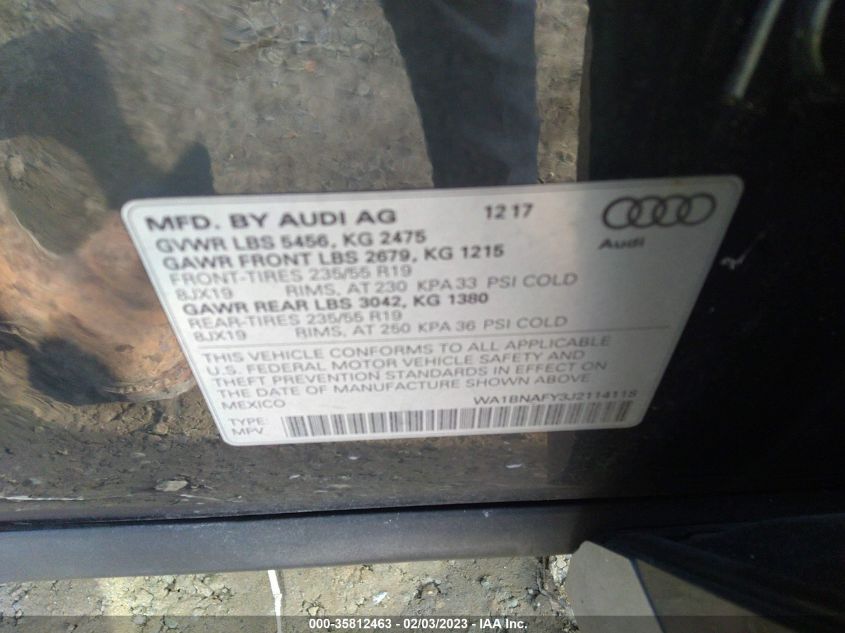 MFD. BY AUDI AG 12 17
Audi
GVWR LBS 5456, KG 2475
GAWR FRONT LBS 2679, KG 1215
FRONT-TIRES 235/55 R19
8JX19 RIMS, AT 230 KPA 33 PSI COLD
GAWR REAR LBS 3042, KG 1380
REAR-TIRES 235/55 R19
8JX19 RIMS, AT 250 KPA 36 PSI COLD
THIS VEHICLE CONFORMS TO ALL APPLICABLE
U.S. FEDERAL MOTOR VEHICLE SAFETY AND
THEFT PREVENTION STANDARDS IN EFFECT ON
THE DATE OF MANUFACTURE SHOWN ABOVE.
MEXICO
TYPE:
MPV
000-35812463 - 02/03/2023 - Copyright IAA, Inc.